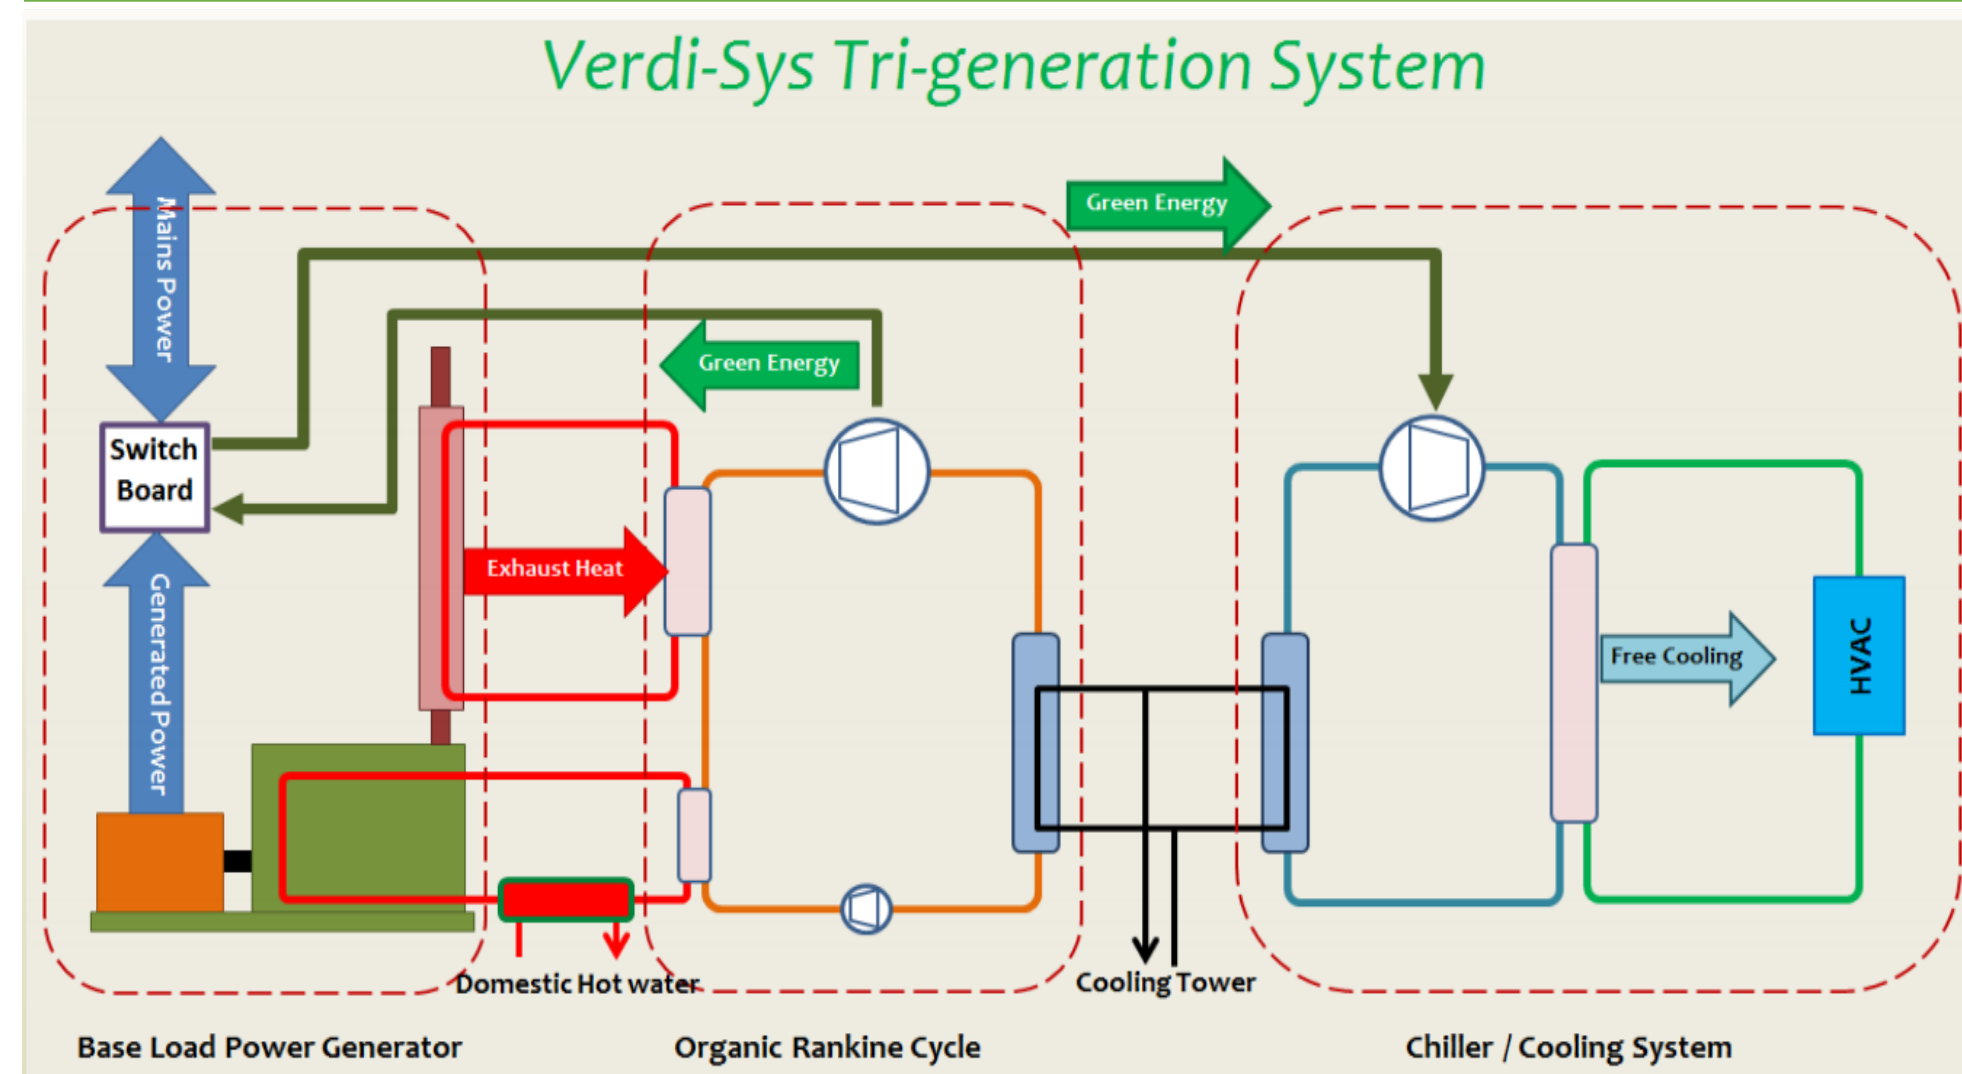 Verdi-Sys Tri-generation System
Mains Power
Green Energy
Green Energy
Switch
Board
Exhaust Heat
Generated Power
Free Cooling
HVAC
Domestic Hot water
Cooling Tower
Base Load Power Generator
Organic Rankine Cycle
Chiller / Cooling System